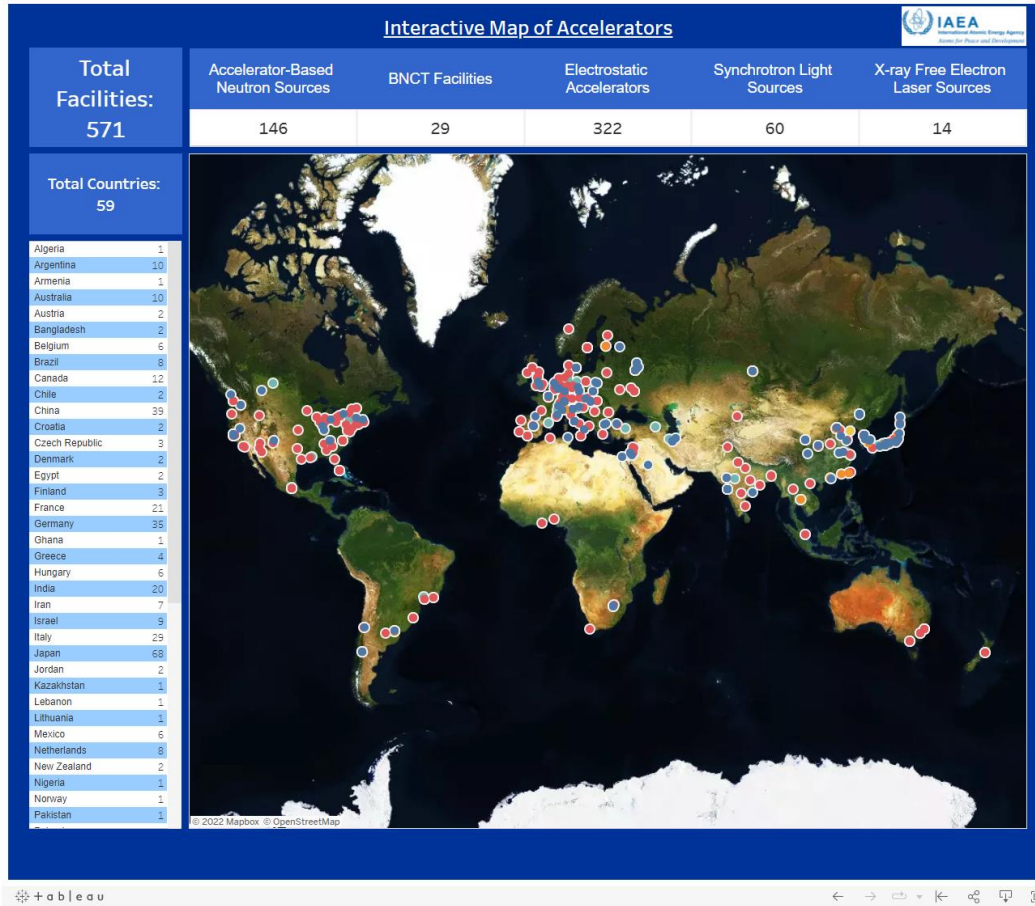 Interactive Map of Accelerators
IAEA
International Atomic Energy Agency
Atoms for Peace and Development
Total
Facilities:
571
Accelerator-Based
Neutron Sources
BNCT Facilities
Electrostatic
Accelerators
Synchrotron Light
Sources
X-ray Free Electron
Laser Sources
146 29 322 60 14
Total Countries:
59
Algeria 1
Argentina 10
Armenia 1
Australia 10
Austria 2
Bangladesh 2
Belgium 6
Brazil 8
Canada 12
Chile 2
China 39
Croatia 2
Czech Republic 3
Denmark 2
Egypt 2
Finland 3
France 21
Germany 35
Ghana 1
Greece 4
Hungary 6
India 20
Iran 7
Israel 9
Italy 29
Japan 68
Jordan 2
Kazakhstan 1
Lebanon 1
Lithuania 1
Mexico 6
Netherlands 8
New Zealand 2
Nigeria 1
Norway 1
Pakistan 1
© 2022 Mapbox © OpenStreetMap
+ableau